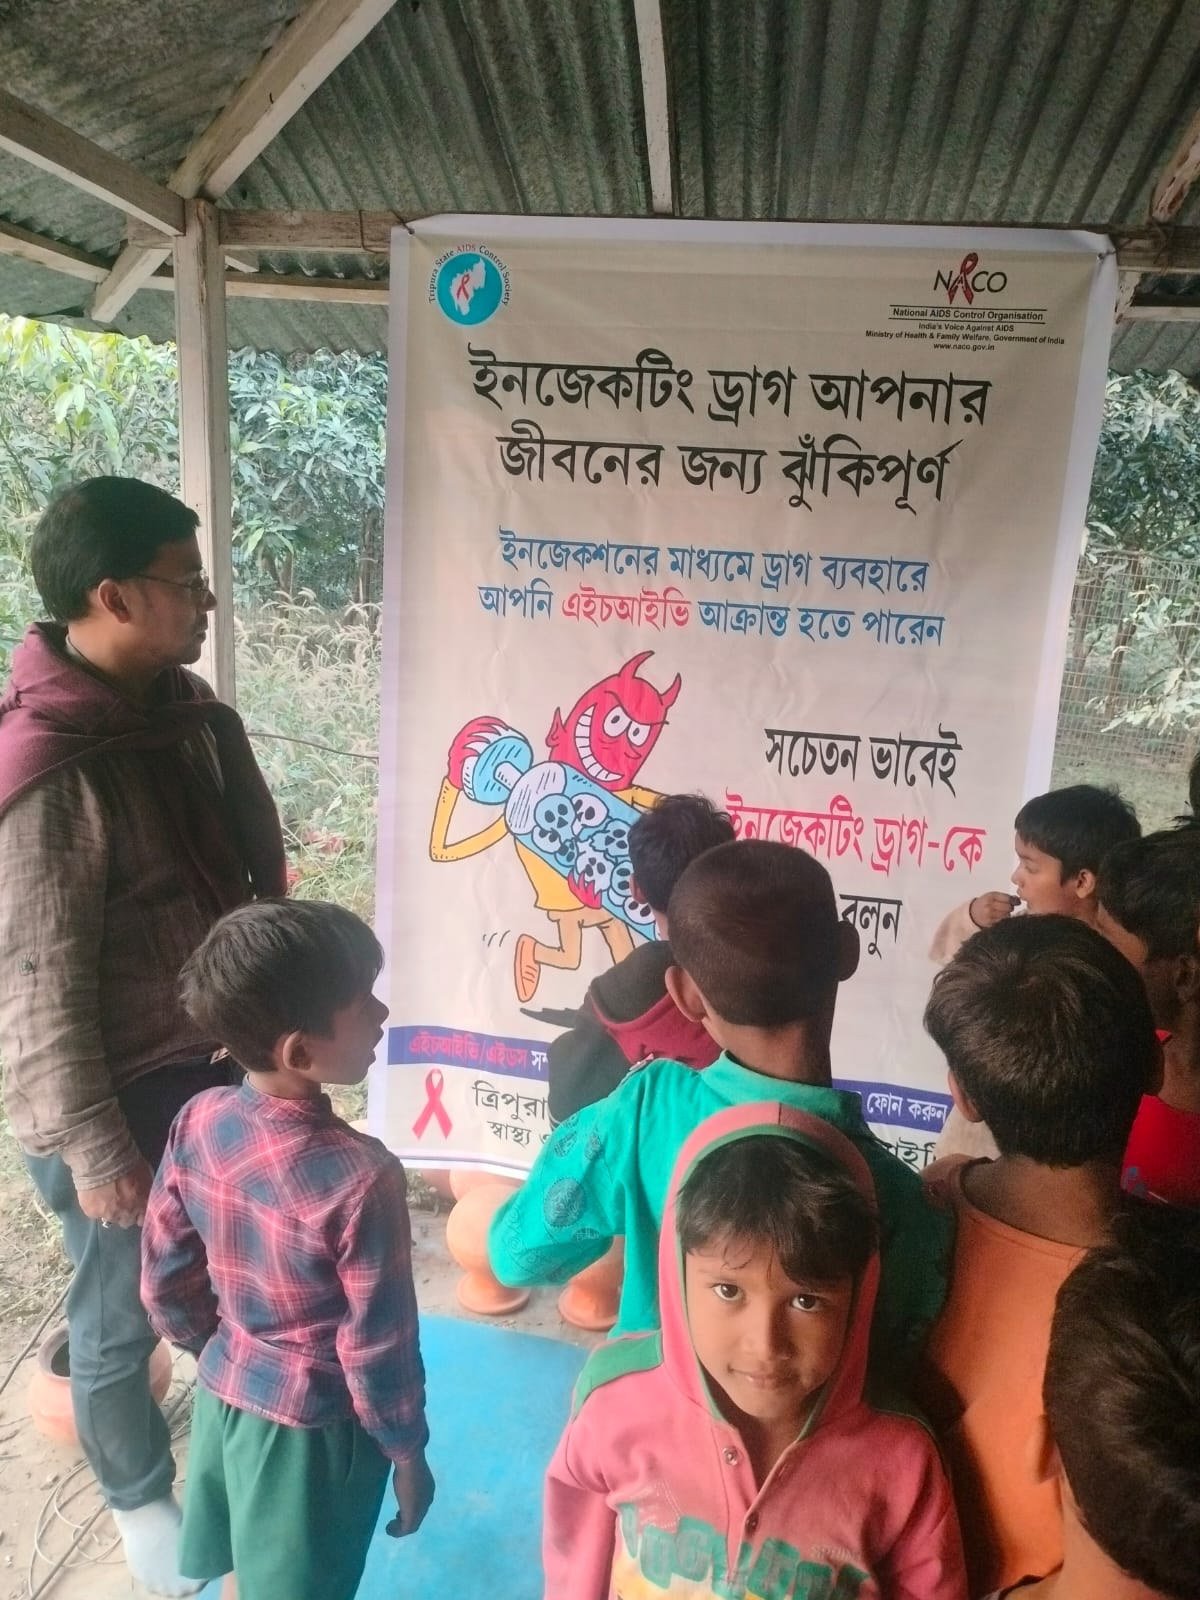 Tripura State AIDS Control Society
NACO
National AIDS Control Organisation
India's Voice Against AIDS
Ministry of Health & Family Welfare, Government of India
www.naco.gov.in
ইনজেকটিং ড্রাগ আপনার
জীবনের জন্য ঝুঁকিপূর্ণ
ইনজেকশনের মাধ্যমে ড্রাগ ব্যবহারে
আপনি এইচআইভি আক্রান্ত হতে পারেন
সচেতন ভাবেই
ইনজেকটিং ড্রাগ-কে
বলুন
এইচআইভি/এইডস
ফোন করুন
ত্রিপুরা
স্বাস্থ্য